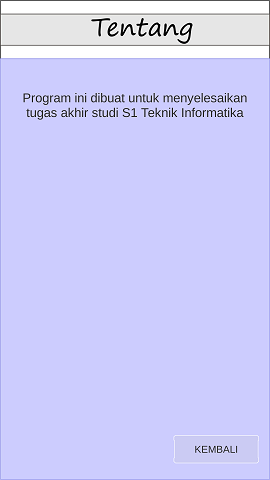 Tentang
Program ini dibuat untuk menyelesaikan
tugas akhir studi S1 Teknik Informatika
KEMBALI